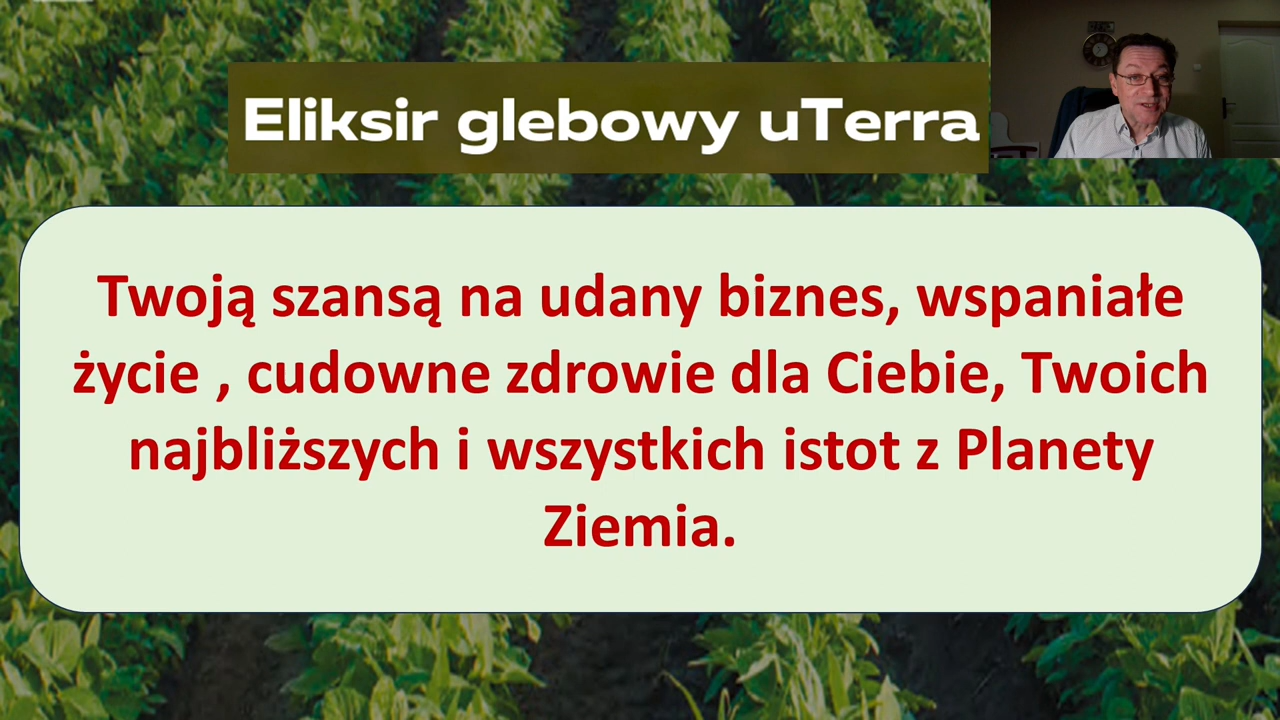 Eliksir glebowy uTerra
Twoją szansą na udany biznes, wspaniałe
życie , cudowne zdrowie dla Ciebie, Twoich
najbliższych i wszystkich istot z Planety
Ziemia.